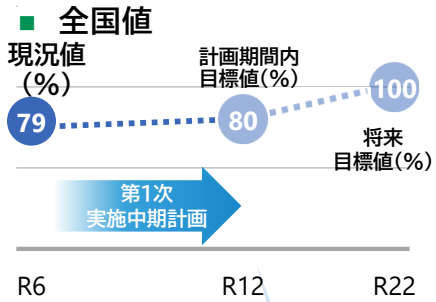 ■ 全国値
現況値
（%）
計画期間内
目標値(%)
79
80
100
将来
目標値(%)
第1次
実施中期計画
R6
R12
R22